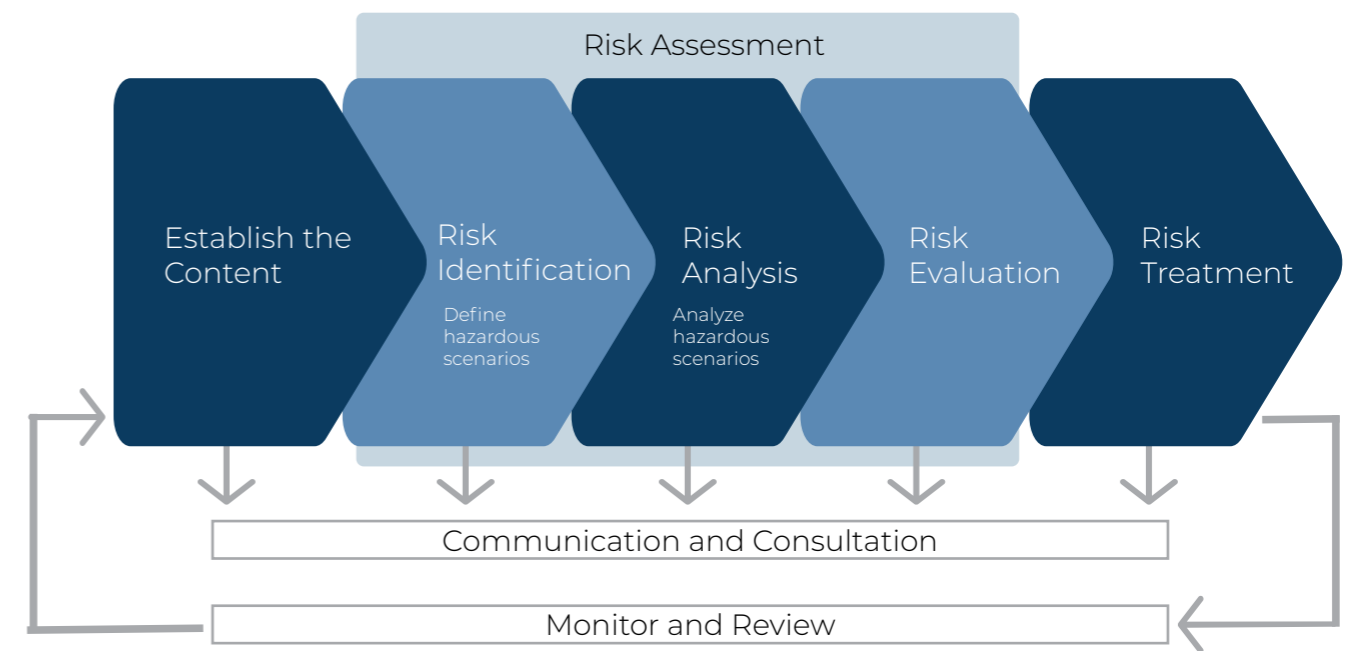 Risk Assessment
Establish the
Content
Risk
Identification
Define
hazardous
scenarios
Risk
Analysis
Analyze
hazardous
scenarios
Risk
Evaluation
Risk
Treatment
Communication and Consultation
Monitor and Review